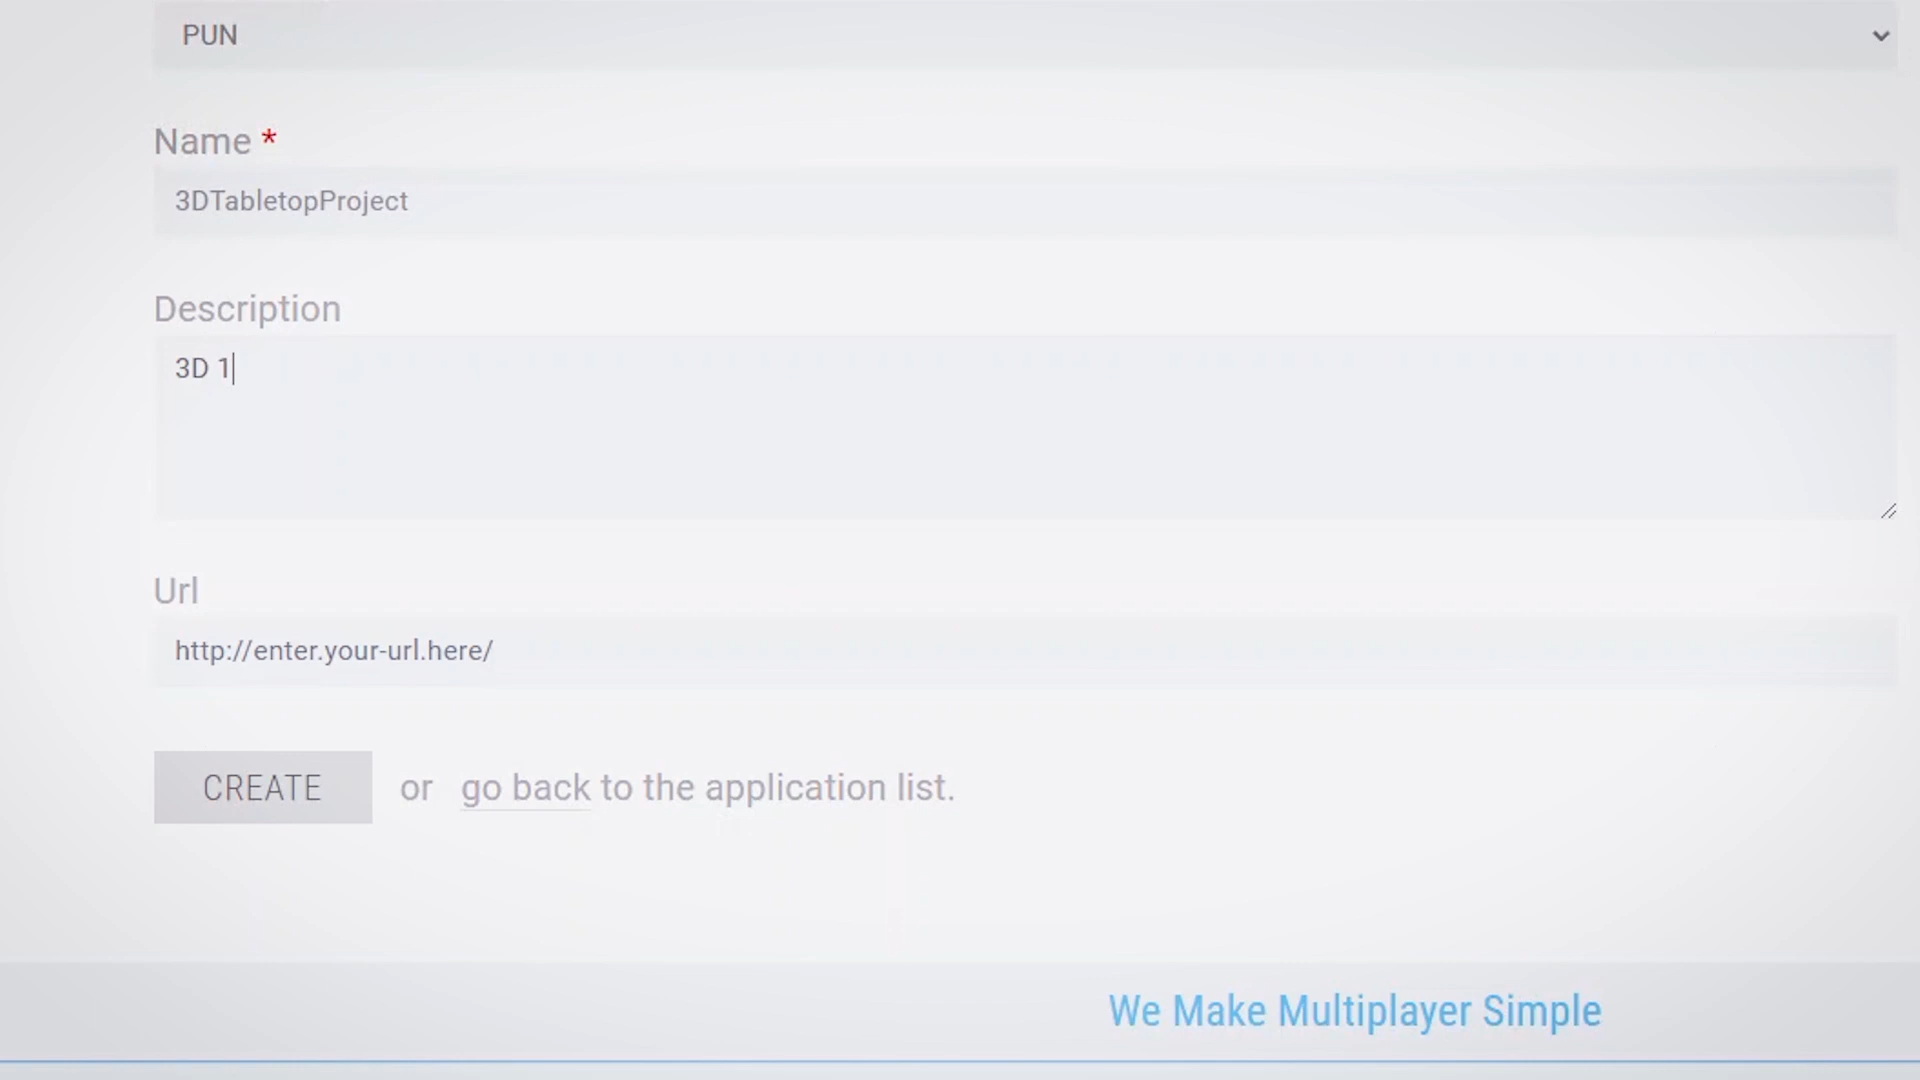 PUN
Name *
3DTabletopProject
Description
3D 1
Url
http://enter.your-url.here/
CREATE or go back to the application list.
We Make Multiplayer Simple